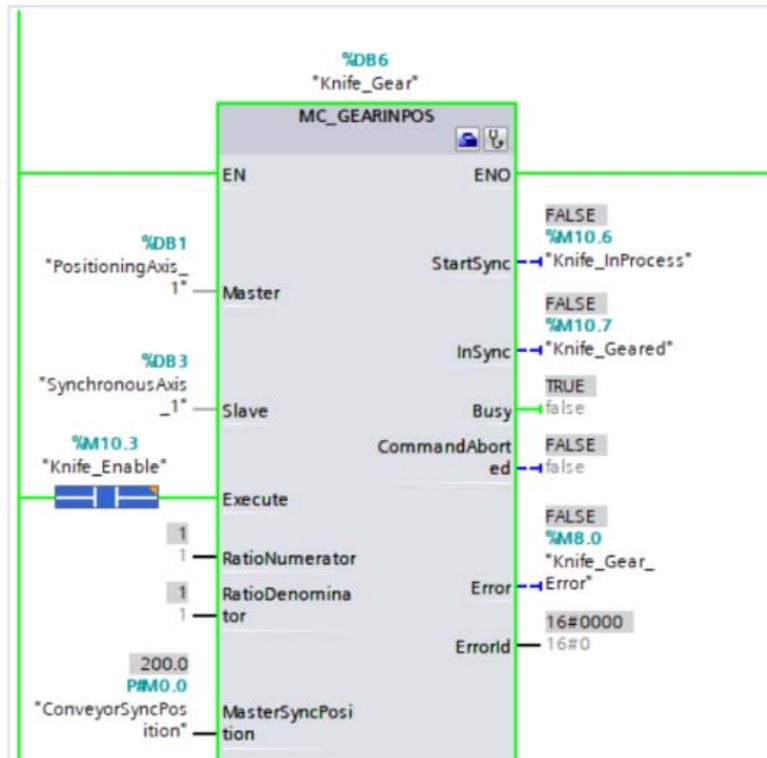 %DB6
"Knife_Gear"
MC_GEARINPOS
EN
ENO
%DB1
"PositioningAxis_
1"
Master
%DB3
"SynchronousAxis
_1"
Slave
%M10.3
"Knife_Enable"
Execute
1
1
RatioNumerator
1
1
RatioDenomina
tor
200.0
P#M0.0
"ConveyorSyncPos
ition"
MasterSyncPosi
tion
FALSE
%M10.6
StartSync
"Knife_InProcess"
FALSE
%M10.7
InSync
"Knife_Geared"
TRUE
Busy
false
CommandAbort
ed
FALSE
false
FALSE
%M8.0
"Knife_Gear_
Error
Error"
16#0000
ErrorId
16#0